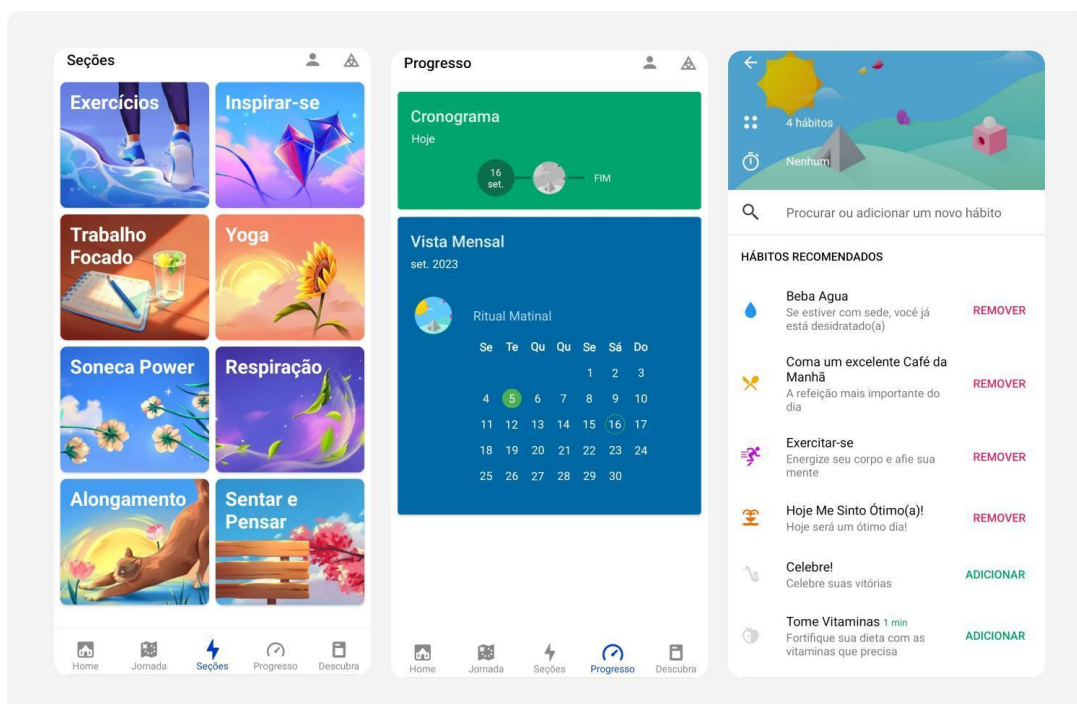 Seções
Exercícios
Inspirar-se
Trabalho
Focado
Yoga
Soneca Power
Respiração
Alongamento
Sentar e
Pensar
Home
Jornada
Seções
Progresso
Descubra
Progresso
Cronograma
Hoje
16
set.
FIM
Vista Mensal
set. 2023
Ritual Matinal
Se Te Qu Qu Se Sá Do
1 2 3
4 5 6 7 8 9 10
11 12 13 14 15 16 17
18 19 20 21 22 23 24
25 26 27 28 29 30
Home
Jornada
Seções
Progresso
Descubra
4 hábitos
Nenhum
Procurar ou adicionar um novo hábito
HÁBITOS RECOMENDADOS
Beba Agua
Se estiver com sede, você já
está desidratado(a)
REMOVER
Coma um excelente Café da
Manhã
A refeição mais importante do
dia
REMOVER
Exercitar-se
Energize seu corpo e afie sua
mente
REMOVER
Hoje Me Sinto Ótimo(a)!
Hoje será um ótimo dia!
REMOVER
Celebre!
Celebre suas vitórias
ADICIONAR
Tome Vitaminas 1 min
Fortifique sua dieta com as
vitaminas que precisa
ADICIONAR